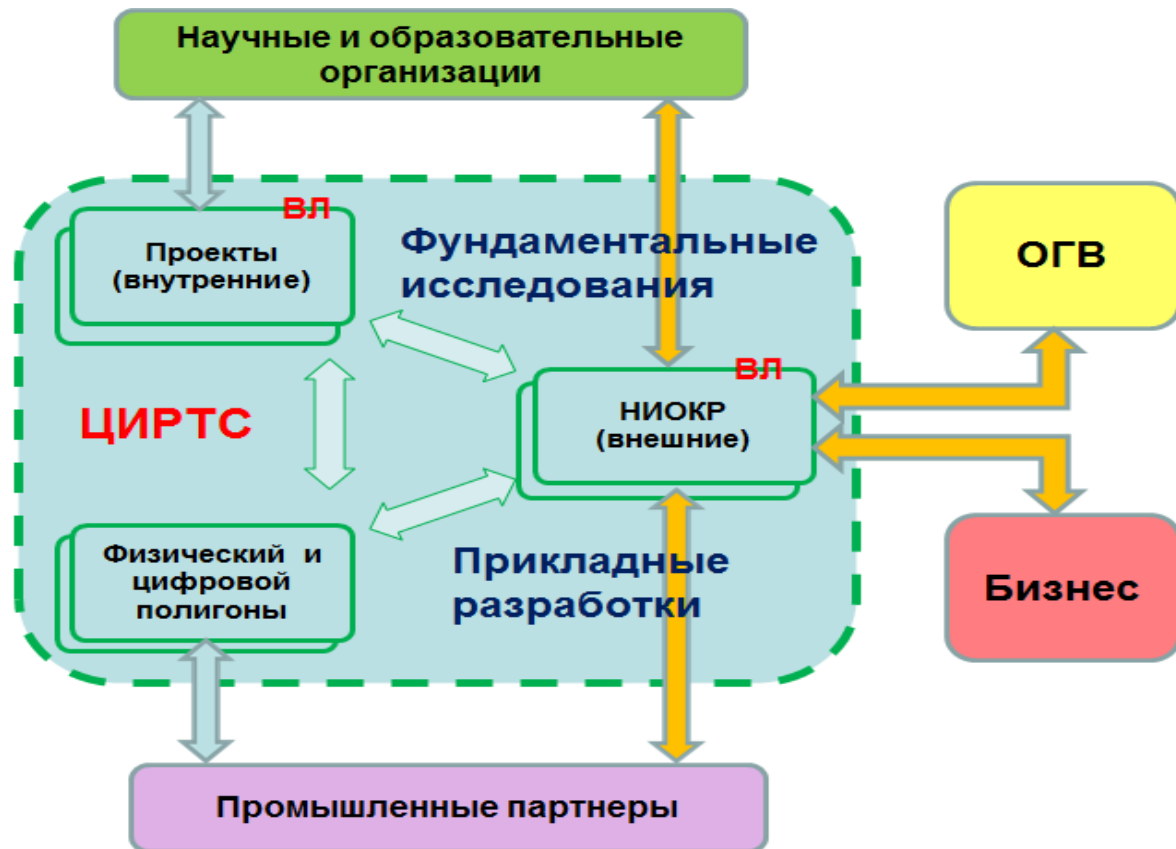 Научные и образовательные
организации
ВЛ
Проекты
(внутренние)
Фундаментальные
исследования
ОГВ
ВЛ
ЦИРТС
НИОКР
(внешние)
Физический и
цифровой
полигоны
Прикладные
разработки
Бизнес
Промышленные партнеры